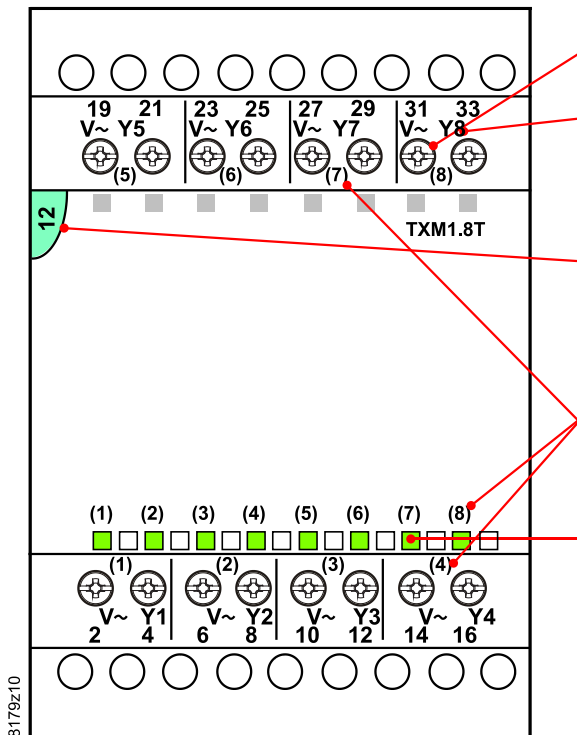 19 21 23 25 27 29 31 33
V~ Y5 V~ Y6 V~ Y7 V~ Y8
(5) (6) (7) (8)
12
TXM1.8T
(1) (2) (3) (4) (5) (6) (7) (8)
(1) (2) (3) (4)
V~ Y1 V~ Y2 V~ Y3 V~ Y4
2 4 6 8 10 12 14 16
8179z10